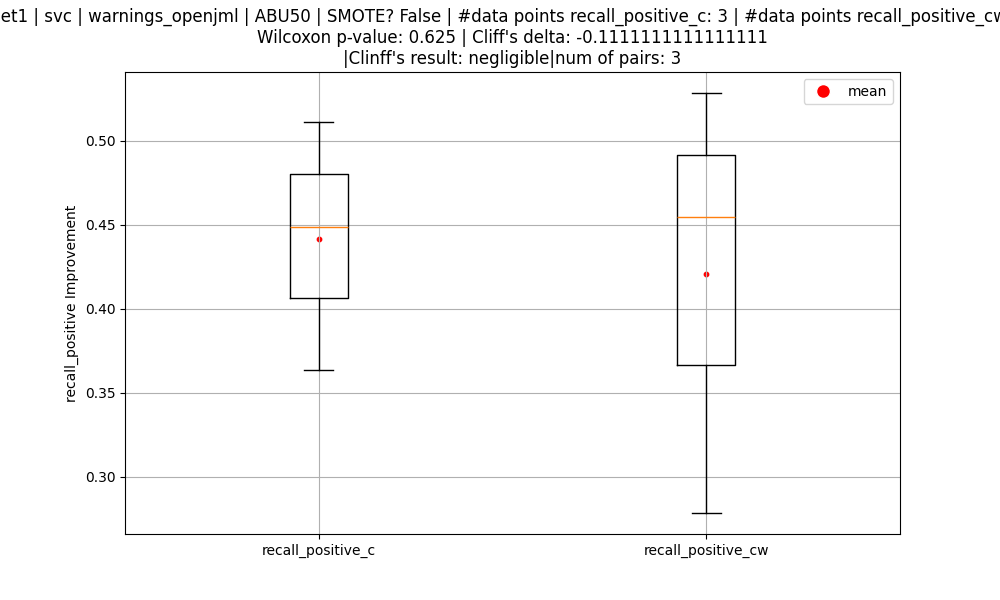 et1 | svc | warnings_openjml | ABU50 | SMOTE? False | #data points recall_positive_c: 3 | #data points recall_positive_cw
Wilcoxon p-value: 0.625 | Cliff's delta: -0.1111111111111111
|Clinff's result: negligible|num of pairs: 3
mean
0.50
0.45
0.40
0.35
0.30
recall_positive Improvement
recall_positive_c
recall_positive_cw